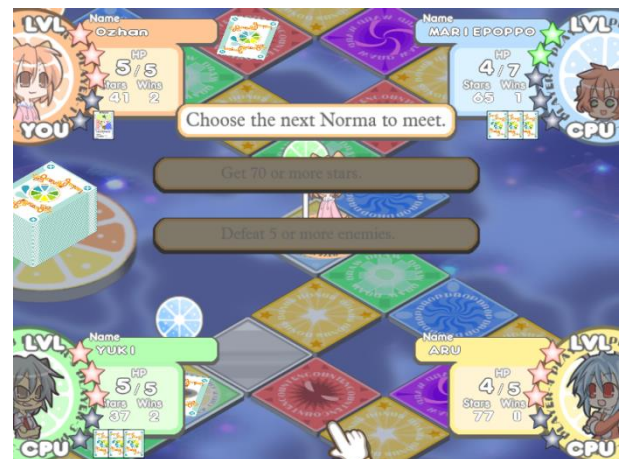 LVL
Name
Ozhan
HP
5/5
Stars Wins
41 2
YOU
Name
MARIEPOPPO
LVL
HP
4/7
Stars Wins
65 1
CPU
Choose the next Norma to meet.
Get 70 or more stars.
Defeat 5 or more enemies.
LVL
Name
YUKI
HP
5/5
Stars Wins
37 2
CPU
Name
ARU
LVL
HP
4/5
Stars Wins
77 0
CPU